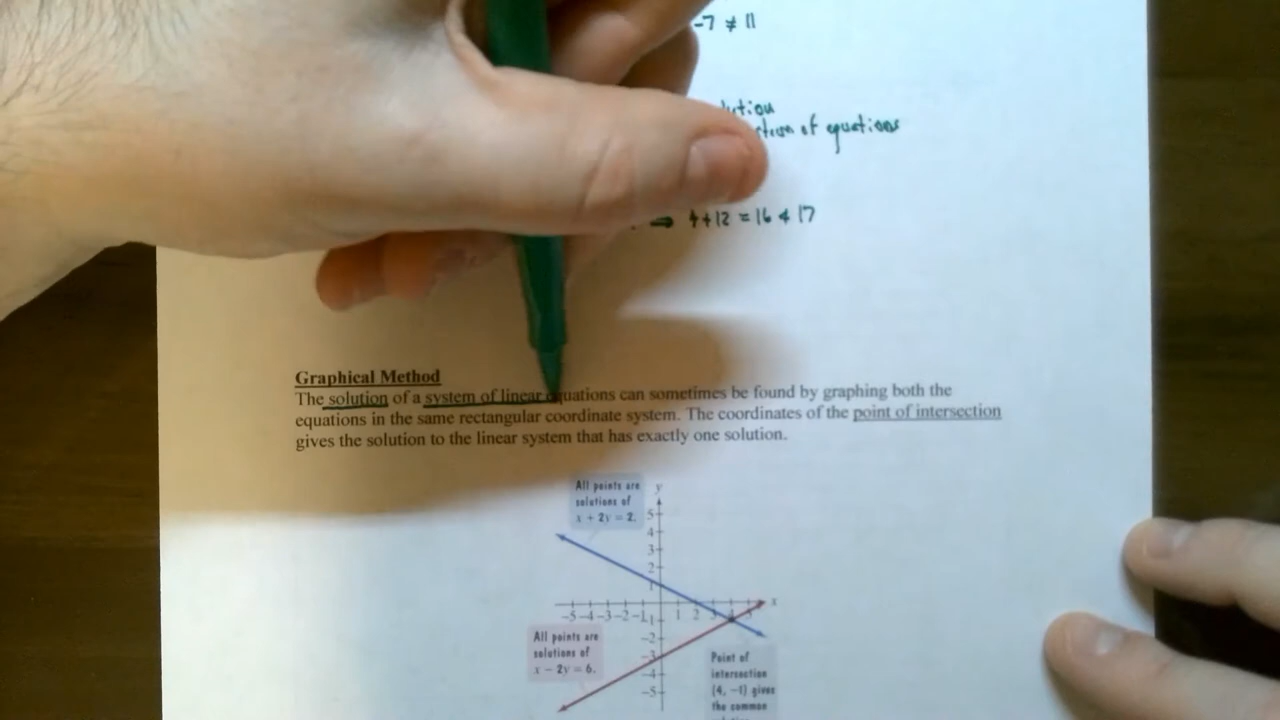 -7 ≠ 11
of equations
⇒ 4+12 = 16 ≮ 17
Graphical Method
The solution of a system of linear equations can sometimes be found by graphing both the
equations in the same rectangular coordinate system. The coordinates of the point of intersection
gives the solution to the linear system that has exactly one solution.
All points are
solutions of
x + 2y = 2.
y
5
4
3
2
1
-5 -4 -3 -2 -1 1 2 3 4 5 x
-1
-2
-3
-4
-5
All points are
solutions of
x - 2y = 6.
Point of
intersection
(4, -1) gives
the common